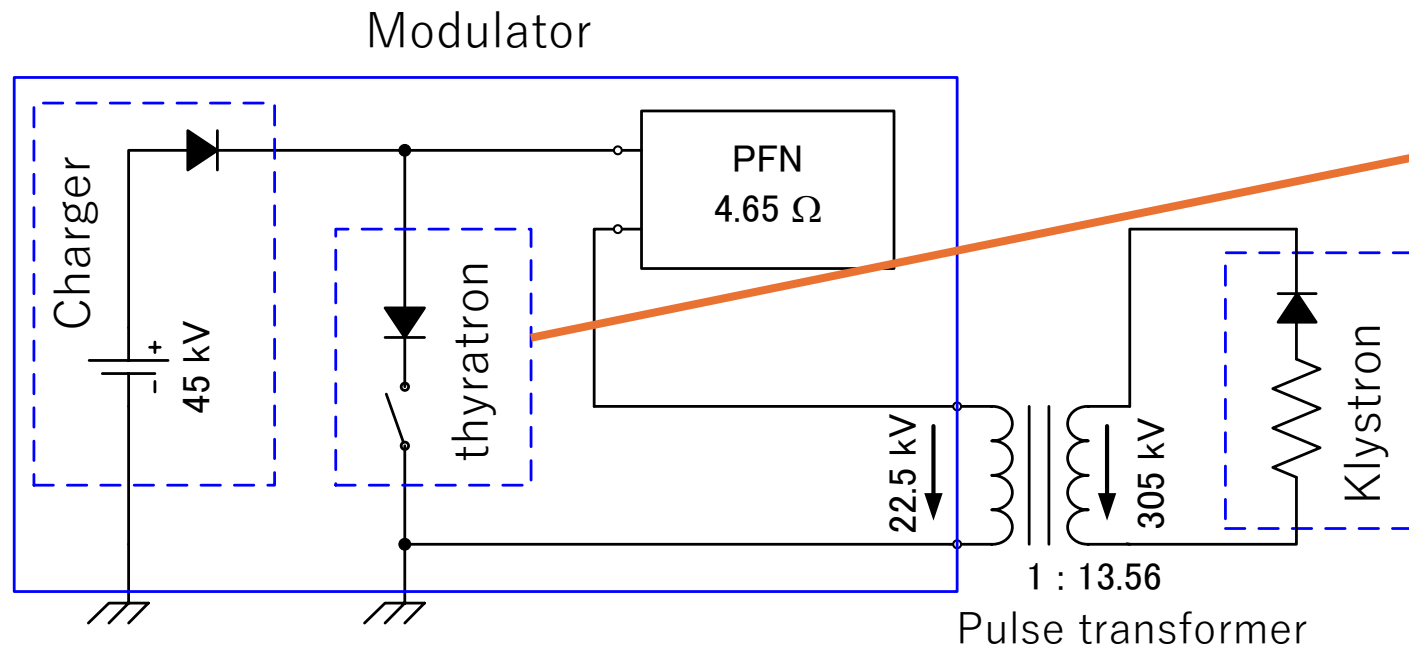 Modulator
Charger
+
−
45 kV
thyratron
PFN
4.65 Ω
22.5 kV
305 kV
1 : 13.56
Pulse transformer
Klystron